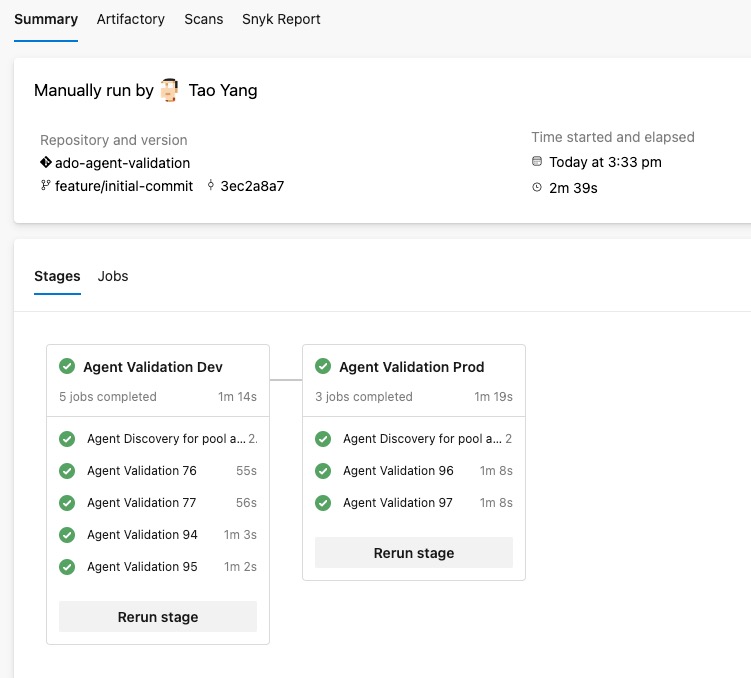 Summary Artifactory Scans Snyk Report
Manually run by Tao Yang
Repository and version
ado-agent-validation
feature/initial-commit 3ec2a8a7
Time started and elapsed
Today at 3:33 pm
2m 39s
Stages Jobs
Agent Validation Dev
5 jobs completed 1m 14s
Agent Discovery for pool a... 2.
Agent Validation 76 55s
Agent Validation 77 56s
Agent Validation 94 1m 3s
Agent Validation 95 1m 2s
Rerun stage
Agent Validation Prod
3 jobs completed 1m 19s
Agent Discovery for pool a... 2
Agent Validation 96 1m 8s
Agent Validation 97 1m 8s
Rerun stage